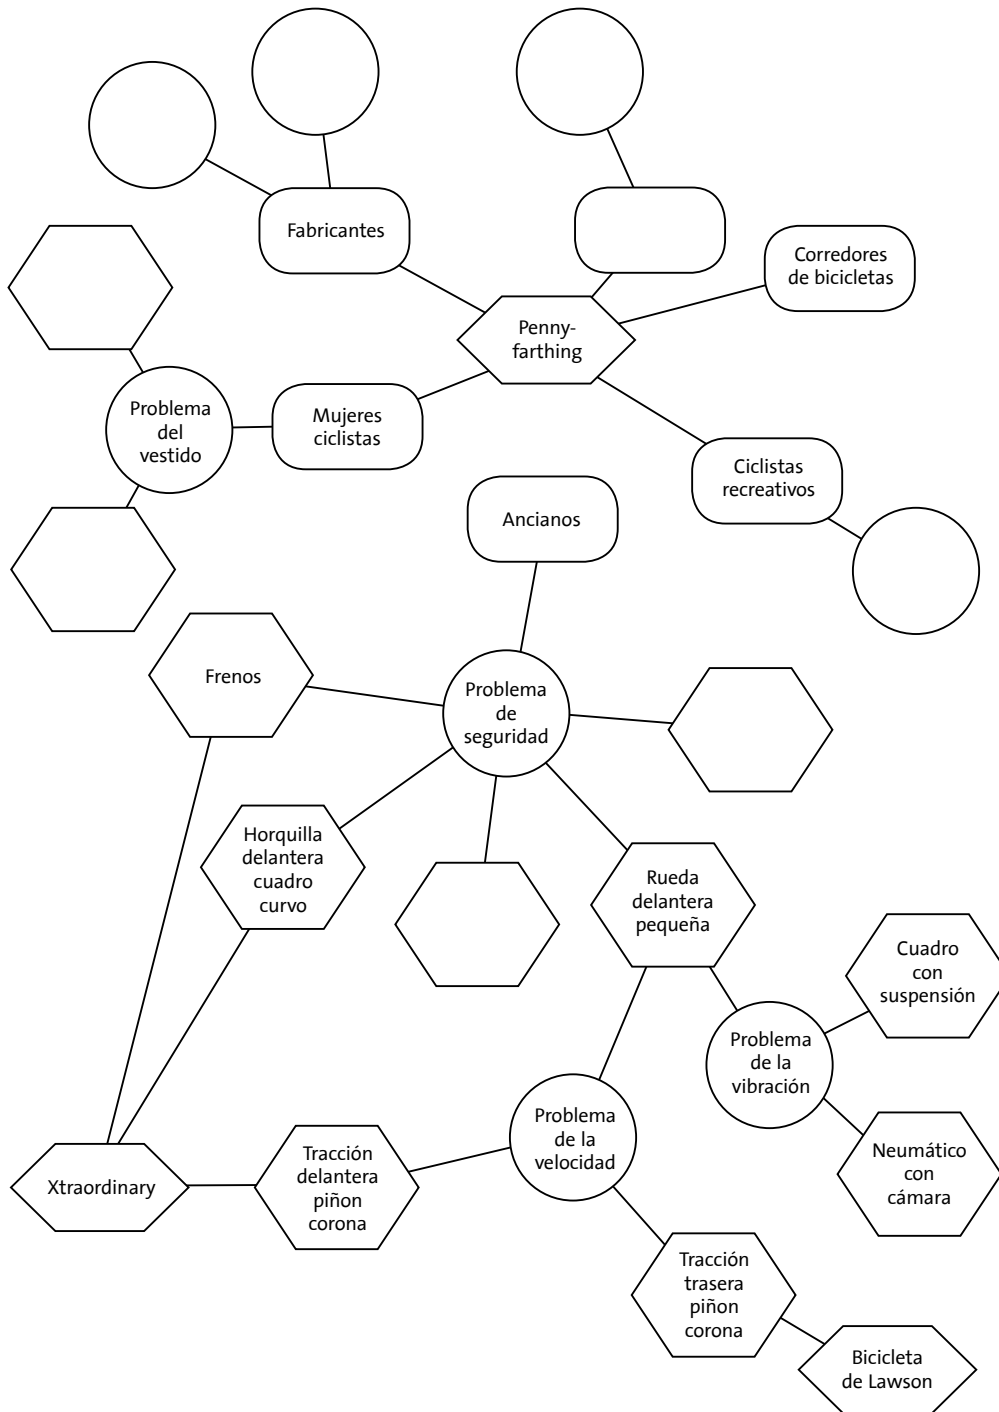 Fabricantes
Corredores
de bicicletas
Penny-
farthing
Problema
del
vestido
Mujeres
ciclistas
Ciclistas
recreativos
Ancianos
Frenos
Problema
de
seguridad
Horquilla
delantera
cuadro
curvo
Rueda
delantera
pequeña
Cuadro
con
suspensión
Problema
de la
vibración
Problema
de la
velocidad
Neumático
con
cámara
Xtraordinary
Tracción
delantera
piñon
corona
Tracción
trasera
piñon
corona
Bicicleta
de Lawson